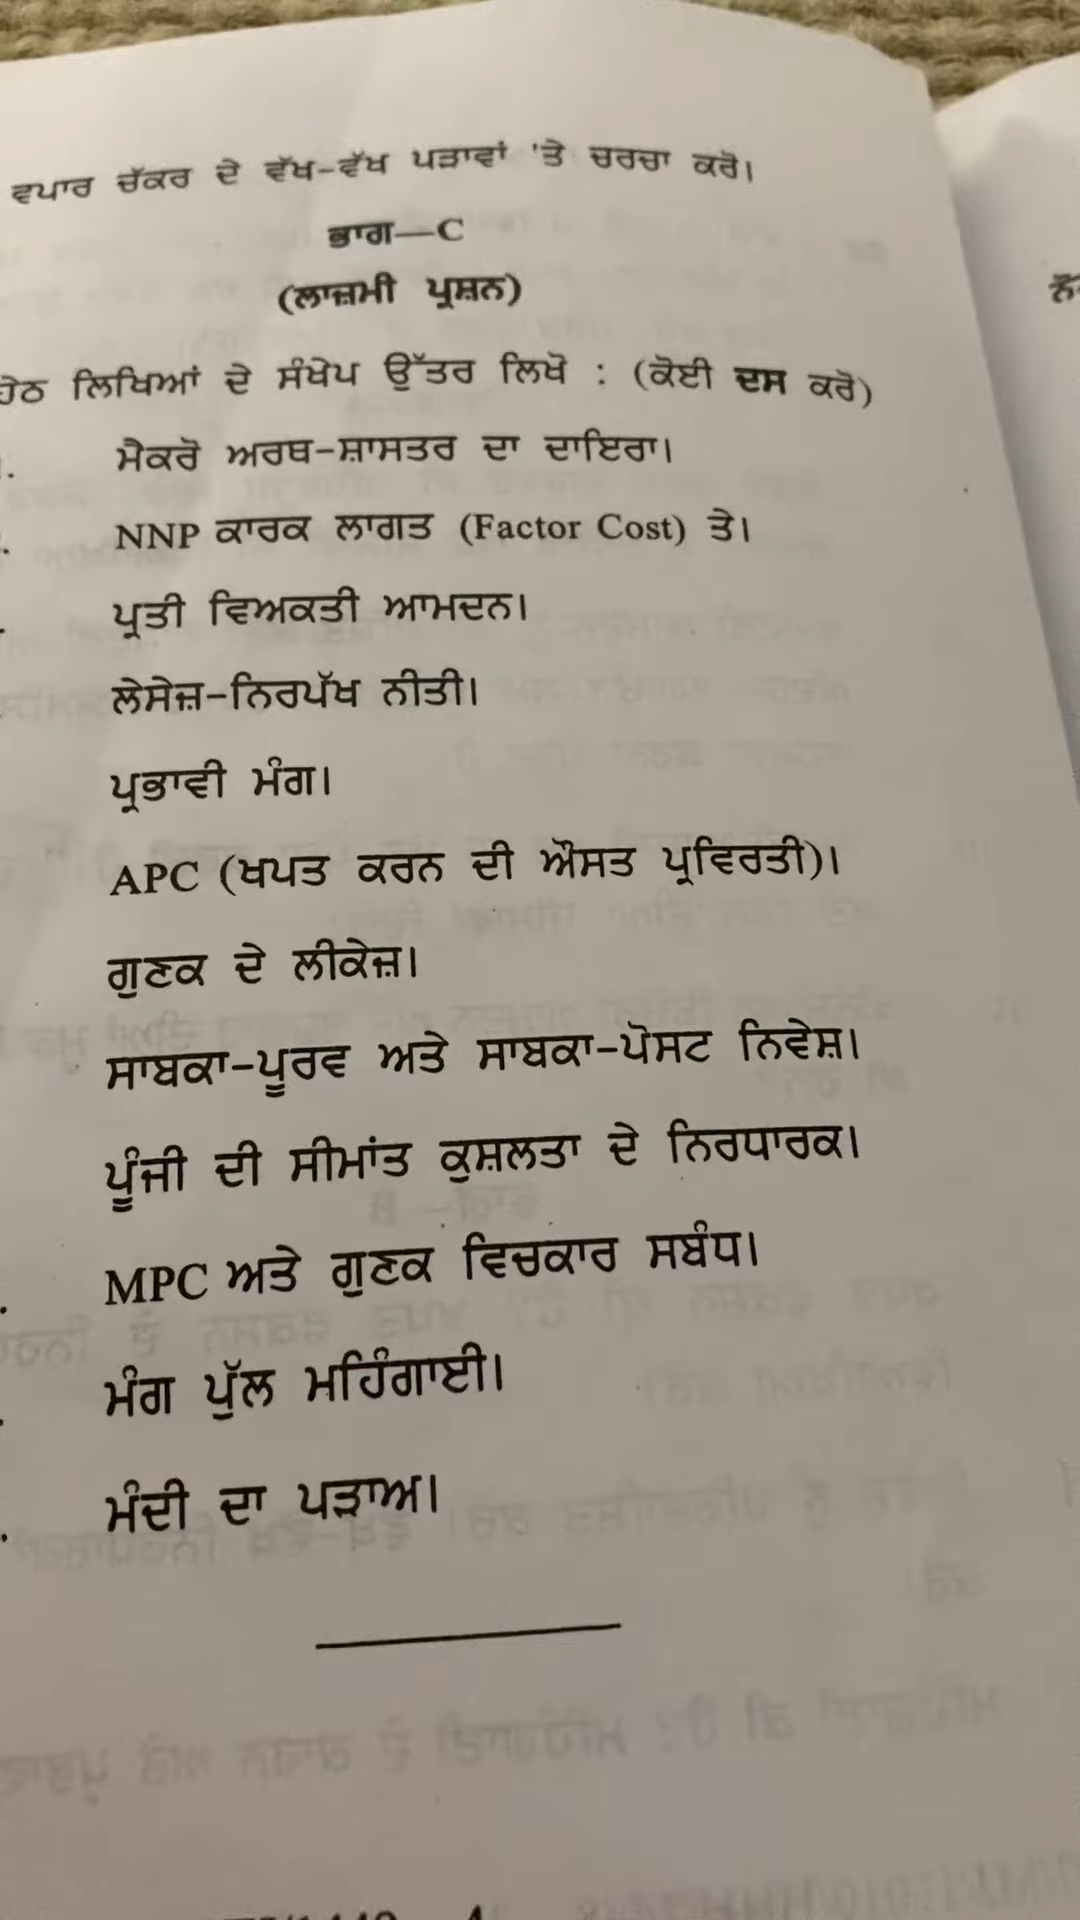 ਵਪਾਰ ਚੱਕਰ ਦੇ ਵੱਖ-ਵੱਖ ਪੜਾਵਾਂ 'ਤੇ ਚਰਚਾ ਕਰੋ।
ਭਾਗ—C
(ਲਾਜ਼ਮੀ ਪ੍ਰਸ਼ਨ)
ਹੇਠ ਲਿਖਿਆਂ ਦੇ ਸੰਖੇਪ ਉੱਤਰ ਲਿਖੋ : (ਕੋਈ ਦਸ ਕਰੋ)
ਮੈਕਰੋ ਅਰਥ-ਸ਼ਾਸਤਰ ਦਾ ਦਾਇਰਾ।
NNP ਕਾਰਕ ਲਾਗਤ (Factor Cost) ਤੇ।
ਪ੍ਰਤੀ ਵਿਅਕਤੀ ਆਮਦਨ।
ਲੇਸੇਜ਼-ਨਿਰਪੱਖ ਨੀਤੀ।
ਪ੍ਰਭਾਵੀ ਮੰਗ।
APC (ਖਪਤ ਕਰਨ ਦੀ ਔਸਤ ਪ੍ਰਵਿਰਤੀ)।
ਗੁਣਕ ਦੇ ਲੀਕੇਜ਼।
ਸਾਬਕਾ-ਪੂਰਵ ਅਤੇ ਸਾਬਕਾ-ਪੋਸਟ ਨਿਵੇਸ਼।
ਪੂੰਜੀ ਦੀ ਸੀਮਾਂਤ ਕੁਸ਼ਲਤਾ ਦੇ ਨਿਰਧਾਰਕ।
MPC ਅਤੇ ਗੁਣਕ ਵਿਚਕਾਰ ਸਬੰਧ।
ਮੰਗ ਪੁੱਲ ਮਹਿੰਗਾਈ।
ਮੰਦੀ ਦਾ ਪੜਾਅ।